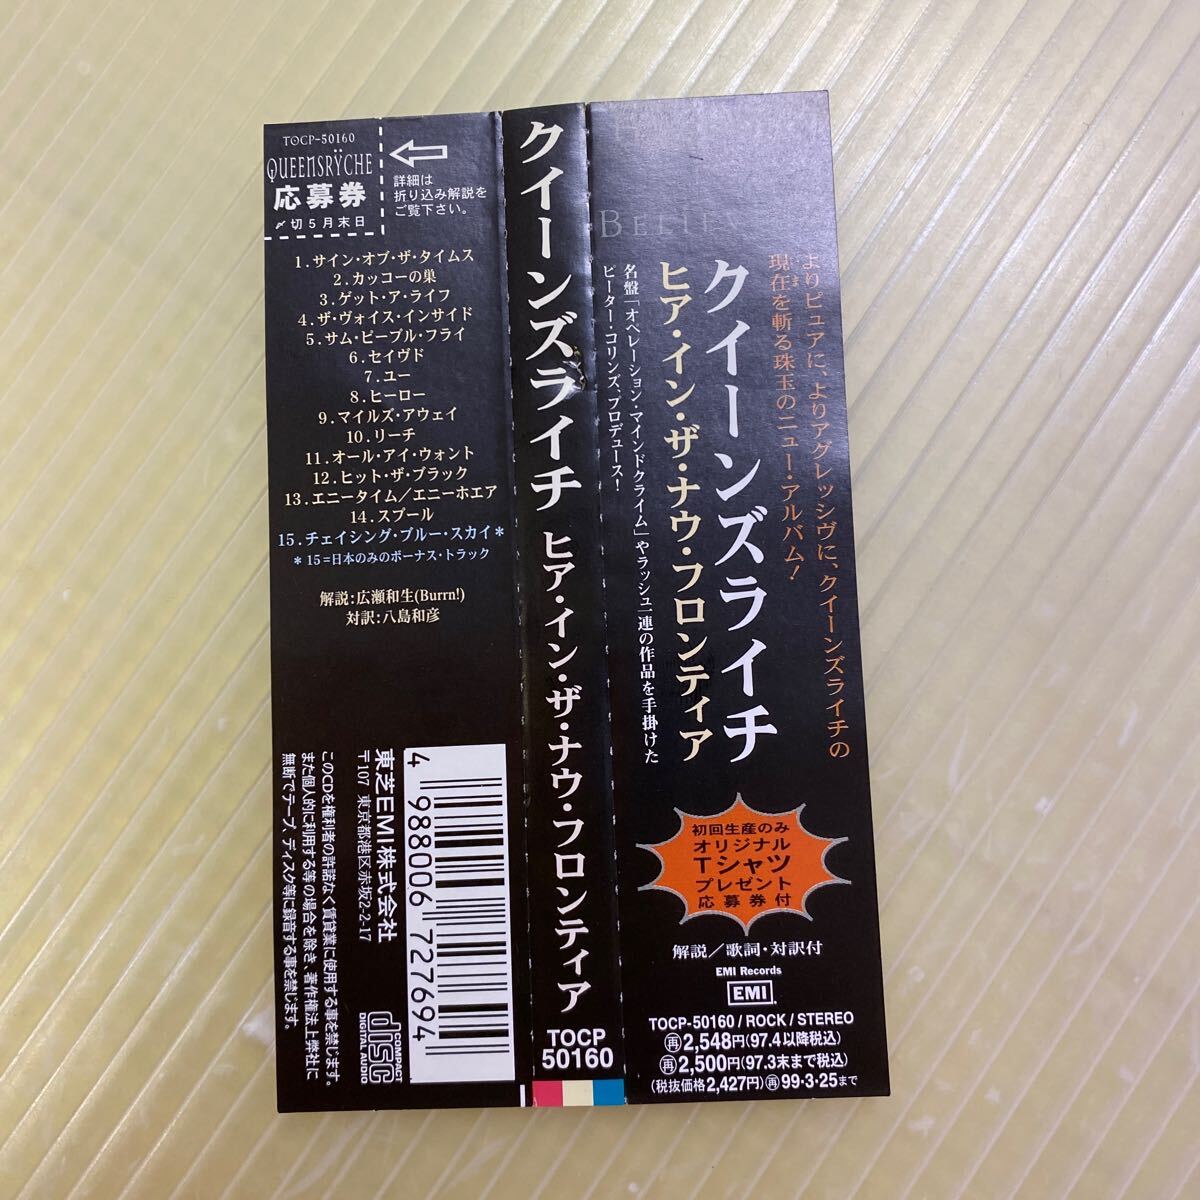 TOCP-50160
QUEENSRŸCHE
応募券
〆切5月末日
詳細は
折り込み解説を
ご覧下さい。
1.サイン・オブ・ザ・タイムス
2.カッコーの巣
3.ゲット・ア・ライフ
4.ザ・ヴォイス・インサイド
5.サム・ピープル・フライ
6.セイヴド
7.ユー
8.ヒーロー
9.マイルズ・アウェイ
10.リーチ
11.オール・アイ・ウォント
12.ヒット・ザ・ブラック
13.エニータイム/エニーホエア
14.スプール
15.チェイシング・ブルー・スカイ*
*15=日本のみのボーナス・トラック
解説:広瀬和生(Burrn!)
対訳:八島和彦
4 988006 727694
東芝EMI株式会社
〒107 東京都港区赤坂2-2-17
このCDを権利者の許諾なく賃貸業に使用する事を禁じます。
また個人的に利用する等の場合を除き、著作権法上弊社に
無断でテープ、ディスク等に録音する事を禁じます。
COMPACT
disc
DIGITAL AUDIO
クイーンズライチ ヒア・イン・ザ・ナウ・フロンティア
TOCP
50160
BELIE
よりピュアに、よりアグレッシヴに、クイーンズライチの
現在を斬る珠玉のニュー・アルバム!
いま
クイーンズライチ
ヒア・イン・ザ・ナウ・フロンティア
名盤「オペレーション・マインドクライム」やラッシュ一連の作品を手掛けた
ピーター・コリンズ、プロデュース!
初回生産のみ
オリジナル
Tシャツ
プレゼント
応募券付
解説/歌詞・対訳付
EMI Records
EMI
TOCP-50160/ROCK/STEREO
再2,548円(97.4以降税込)
再2,500円(97.3末まで税込)
(税抜価格2,427円)再99・3・25まで